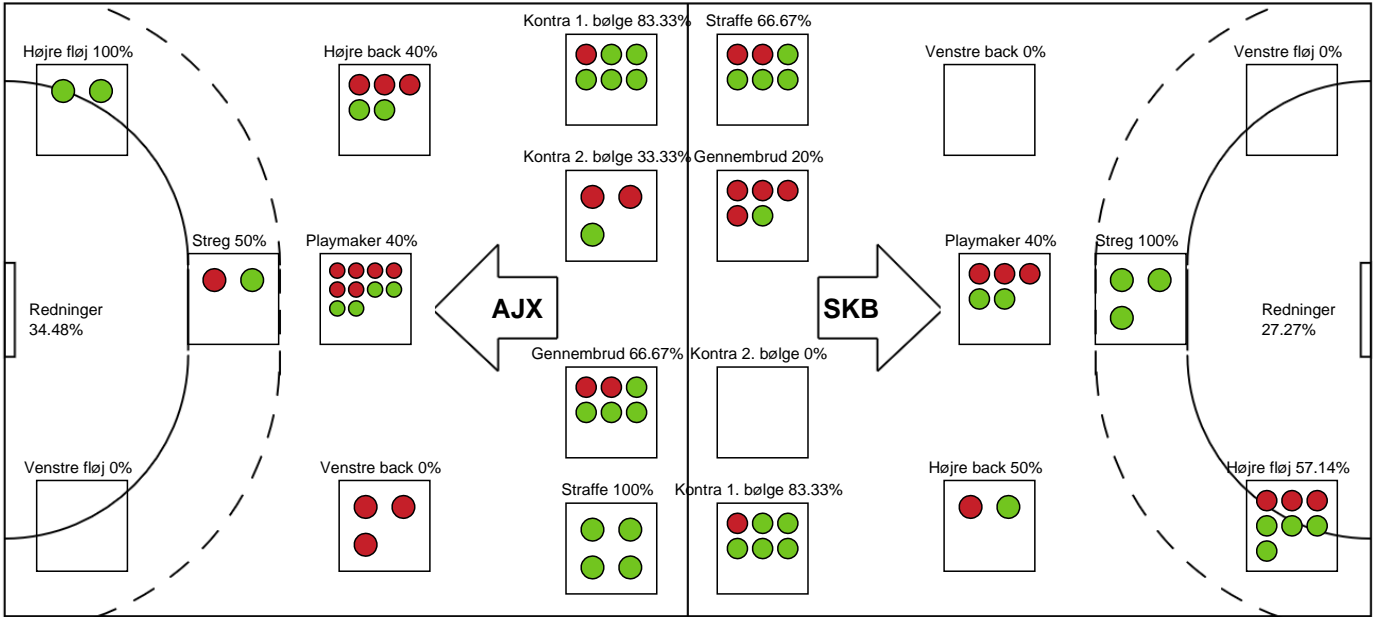 Kontra 1. bølge 83.33%
Straffe 66.67%
Højre fløj 100%
Højre back 40%
Venstre back 0%
Venstre fløj 0%
Kontra 2. bølge 33.33%
Gennembrud 20%
Streg 50%
Playmaker 40%
Playmaker 40%
Streg 100%
Redninger
34.48%
AJX
SKB
Redninger
27.27%
Gennembrud 66.67%
Kontra 2. bølge 0%
Venstre fløj 0%
Venstre back 0%
Straffe 100%
Kontra 1. bølge 83.33%
Højre back 50%
Højre fløj 57.14%